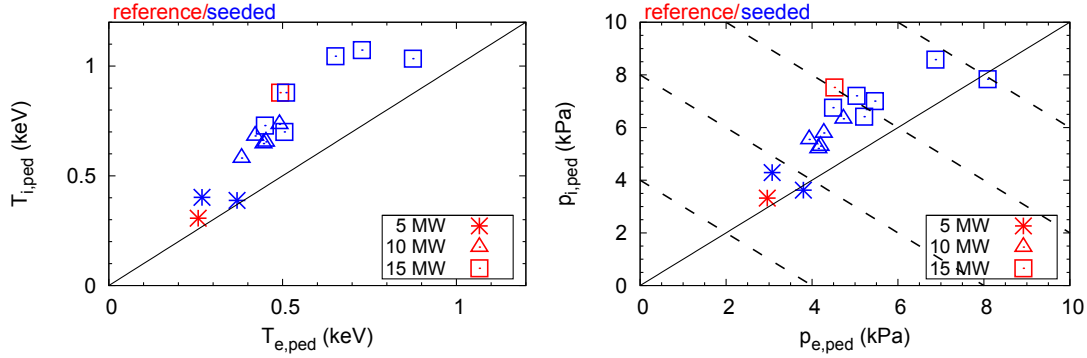 reference/seeded
1
0.5
0
T_i,ped (keV)
0
0.5
1
T_e,ped (keV)
5 MW
10 MW
15 MW
reference/seeded
10
8
6
4
2
0
p_i,ped (kPa)
0
2
4
6
8
10
p_e,ped (kPa)
5 MW
10 MW
15 MW